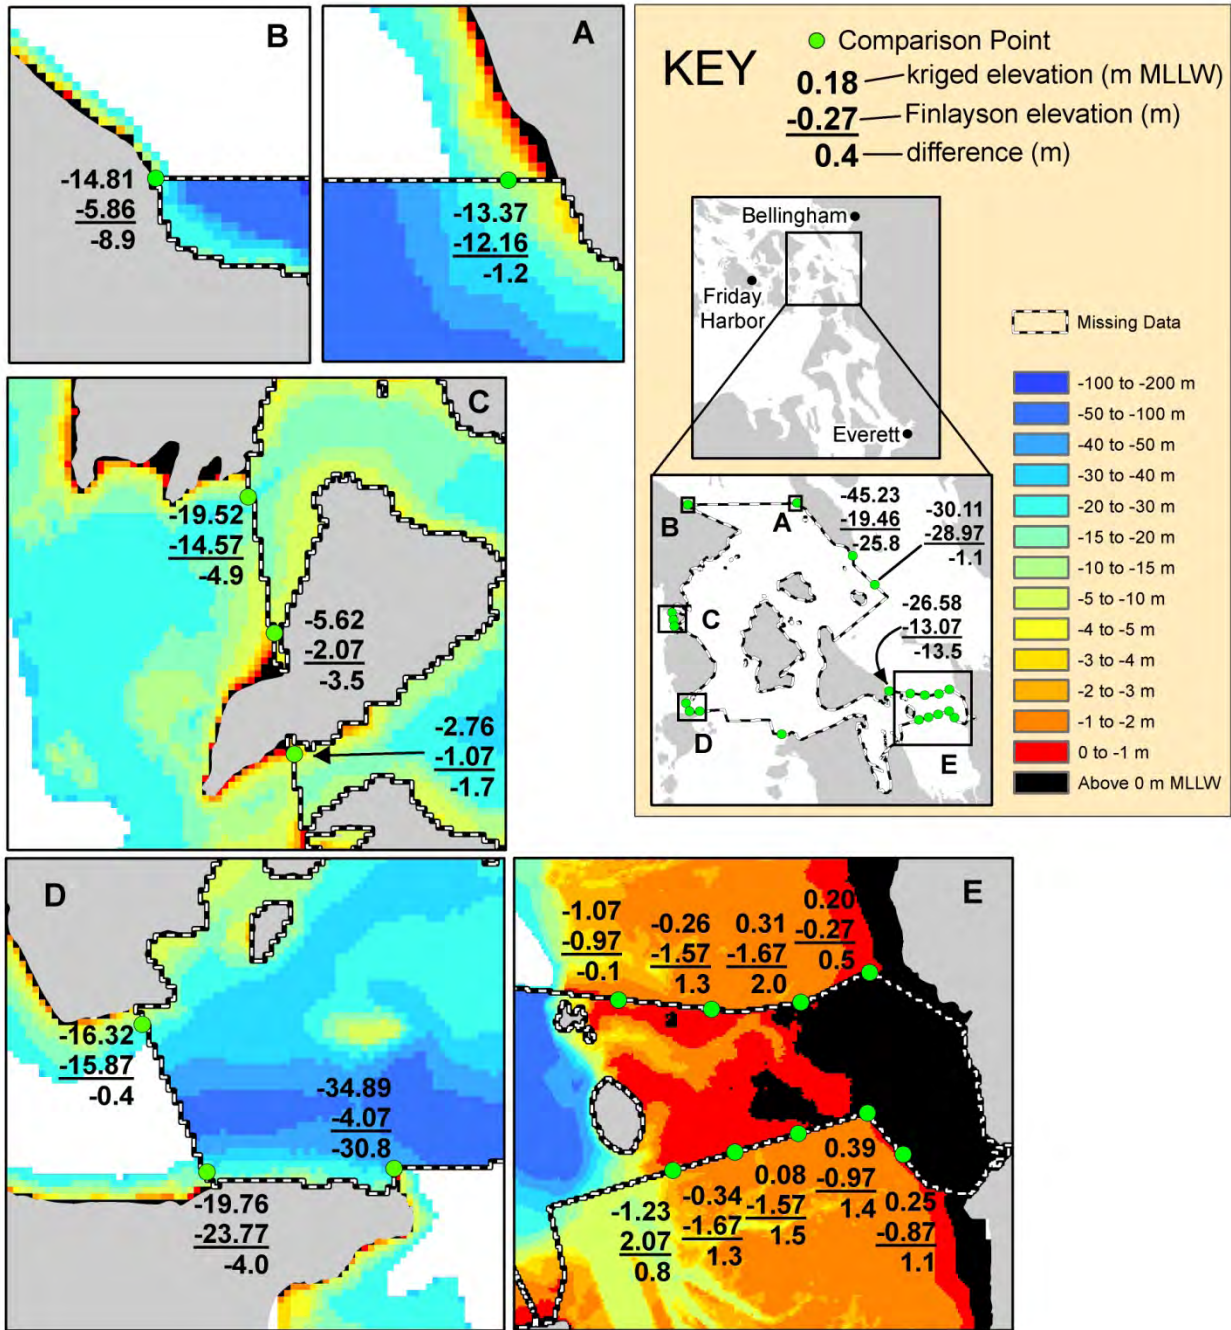 B
-14.81
-5.86
-8.9
A
-13.37
-12.16
-1.2
KEY
Comparison Point
0.18
kriged elevation (m MLLW)
-0.27
Finlayson elevation (m)
0.4
difference (m)
Bellingham
Friday
Harbor
Everett
Missing Data
-100 to -200 m
-50 to -100 m
-40 to -50 m
-30 to -40 m
-20 to -30 m
-15 to -20 m
-10 to -15 m
-5 to -10 m
-4 to -5 m
-3 to -4 m
-2 to -3 m
-1 to -2 m
0 to -1 m
Above 0 m MLLW
B
A
-45.23
-19.46
-25.8
-30.11
-28.97
-1.1
C
-26.58
-13.07
-13.5
D
E
C
-19.52
-14.57
-4.9
-5.62
-2.07
-3.5
-2.76
-1.07
-1.7
D
-16.32
-15.87
-0.4
-34.89
-4.07
-30.8
-19.76
-23.77
-4.0
E
-1.07
-0.97
-0.1
-0.26
-1.57
1.3
0.31
-1.67
2.0
0.20
-0.27
0.5
-1.23
2.07
0.8
-0.34
-1.67
1.3
0.08
-1.57
1.5
0.39
-0.97
1.4
0.25
-0.87
1.1